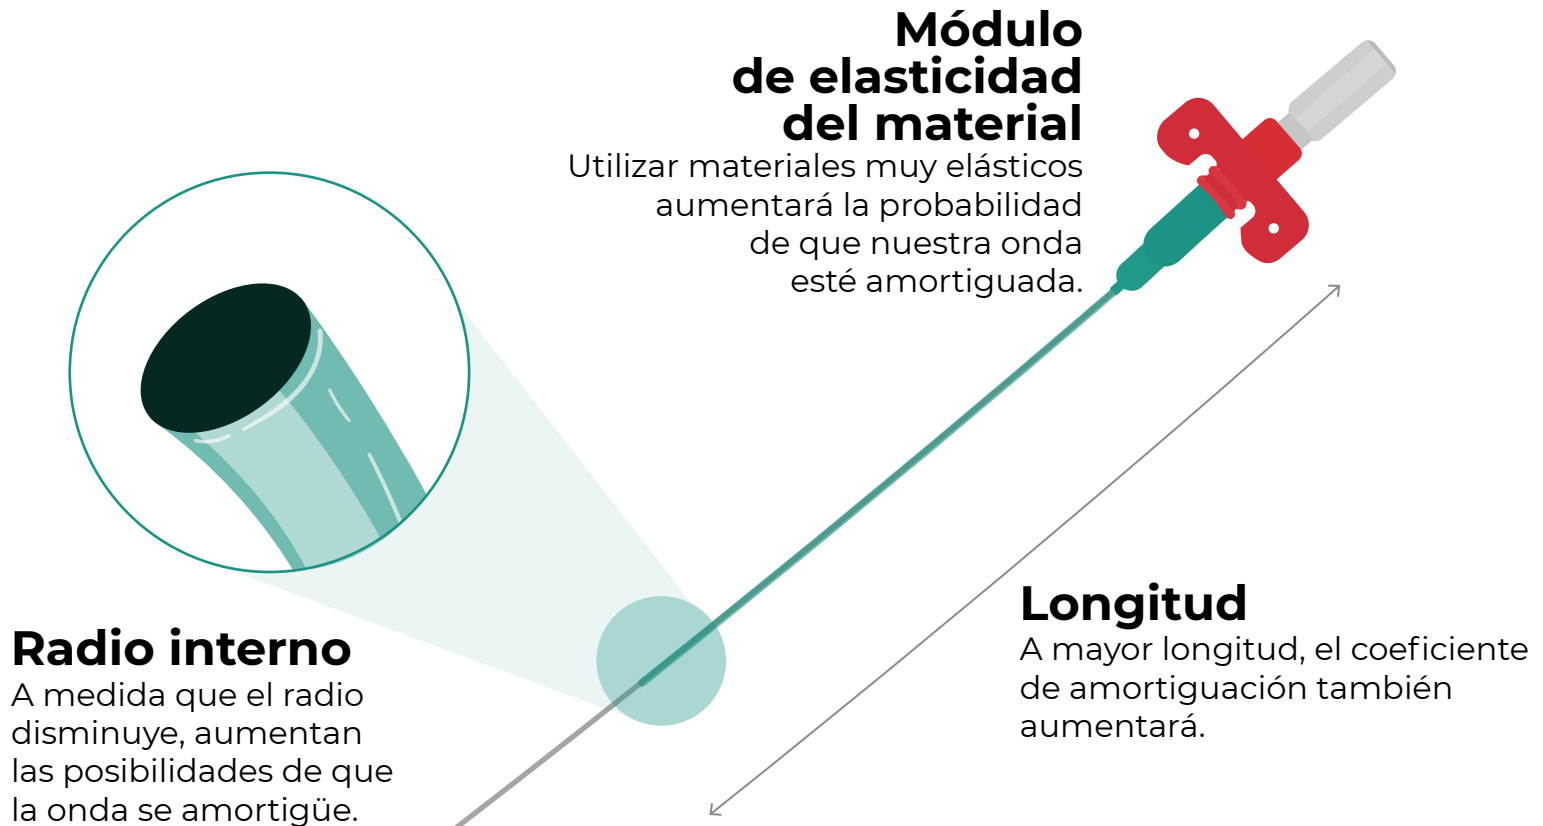 Módulo
de elasticidad
del material
Utilizar materiales muy elásticos
aumentará la probabilidad
de que nuestra onda
esté amortiguada.
Longitud
A mayor longitud, el coeficiente
de amortiguación también
aumentará.
Radio interno
A medida que el radio
disminuye, aumentan
las posibilidades de que
la onda se amortigüe.